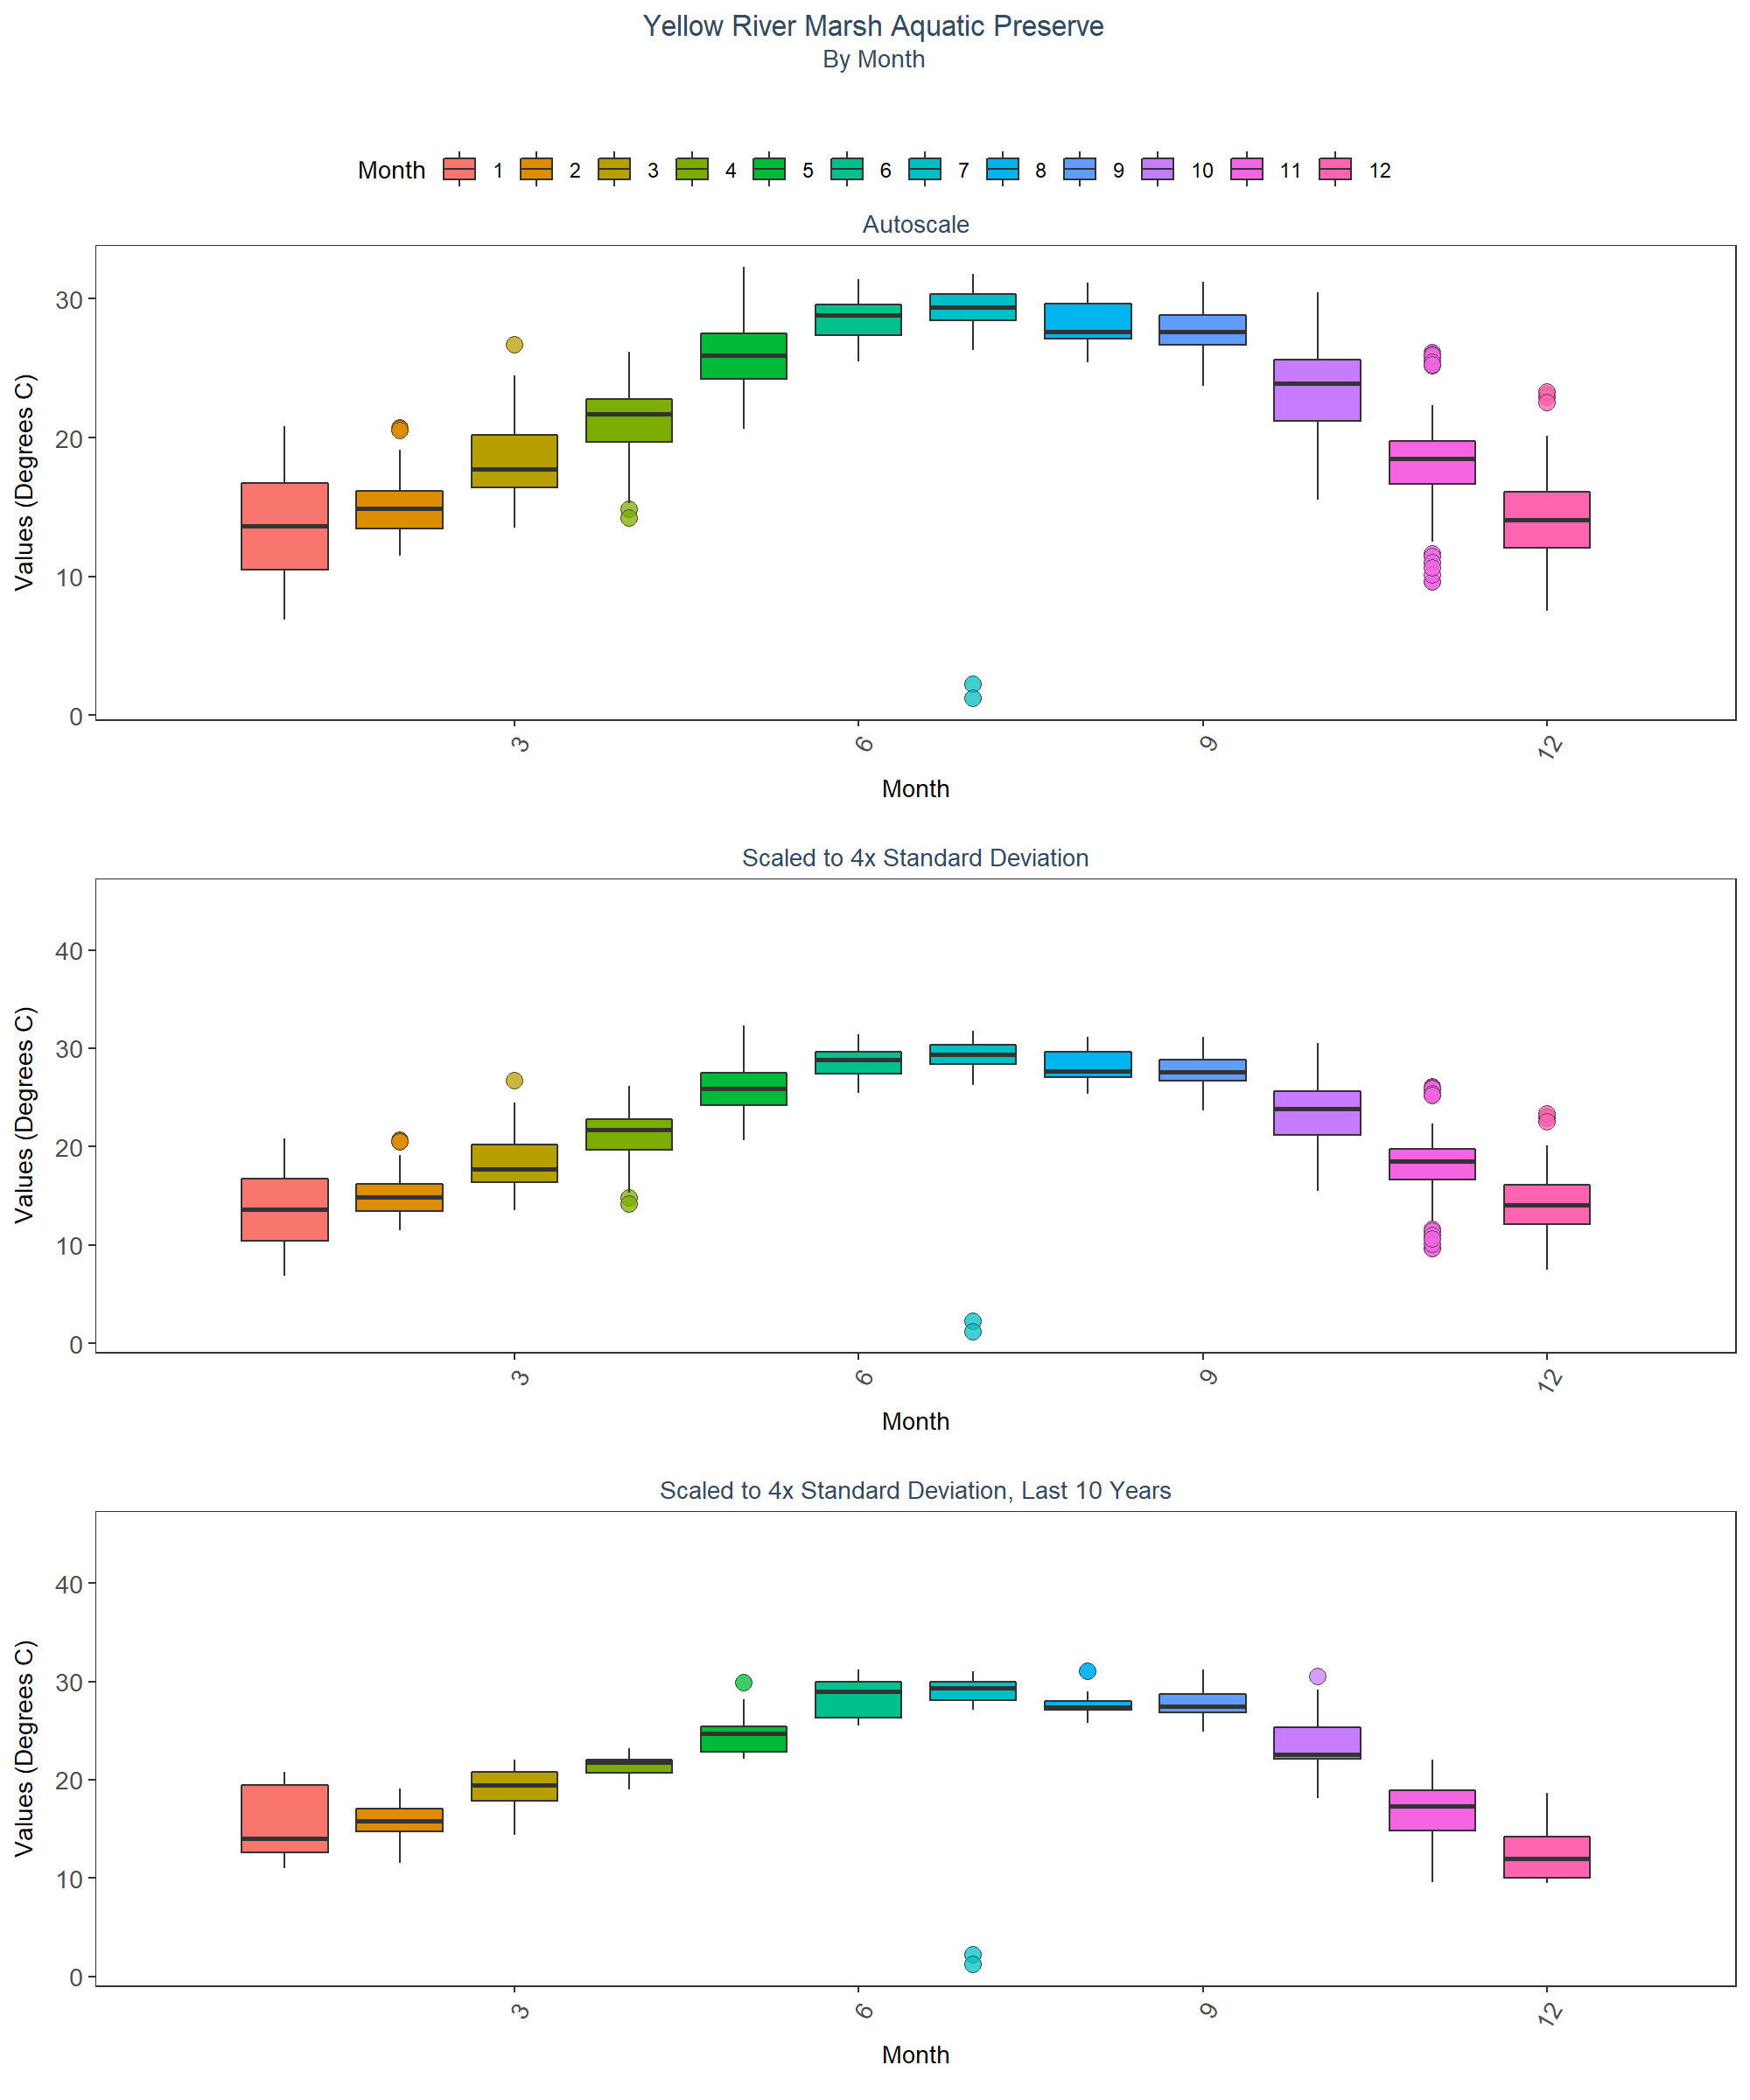 Yellow River Marsh Aquatic Preserve
By Month
Month 1 2 3 4 5 6 7 8 9 10 11 12
Autoscale
Values (Degrees C)
30
20
10
0
3 6 9 12
Month
Scaled to 4x Standard Deviation
Values (Degrees C)
40
30
20
10
0
3 6 9 12
Month
Scaled to 4x Standard Deviation, Last 10 Years
Values (Degrees C)
40
30
20
10
0
3 6 9 12
Month